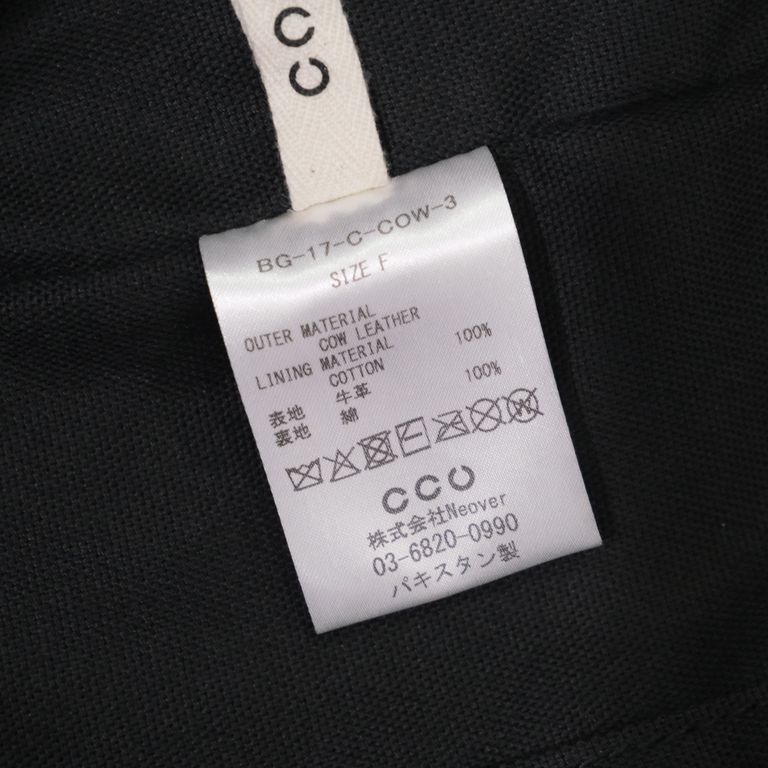 CC
BG-17-C-COW-3
SIZE F
OUTER MATERIAL
COW LEATHER 100%
LINING MATERIAL
COTTON 100%
表地 牛革
裏地 綿
W
CCO
株式会社Neover
03-6820-0990
パキスタン製